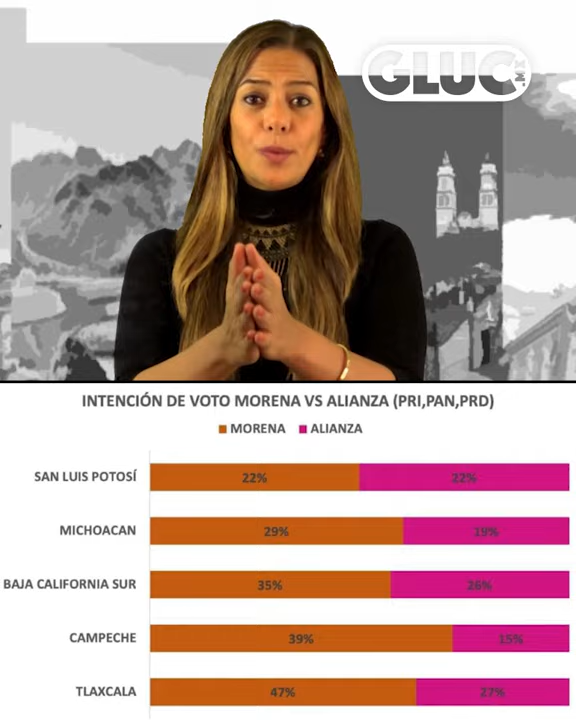 GLUC.MX
INTENCIÓN DE VOTO MORENA VS ALIANZA (PRI,PAN,PRD)
MORENA ALIANZA
SAN LUIS POTOSÍ 22% 22%
MICHOACAN 29% 19%
BAJA CALIFORNIA SUR 35% 26%
CAMPECHE 39% 15%
TLAXCALA 47% 27%